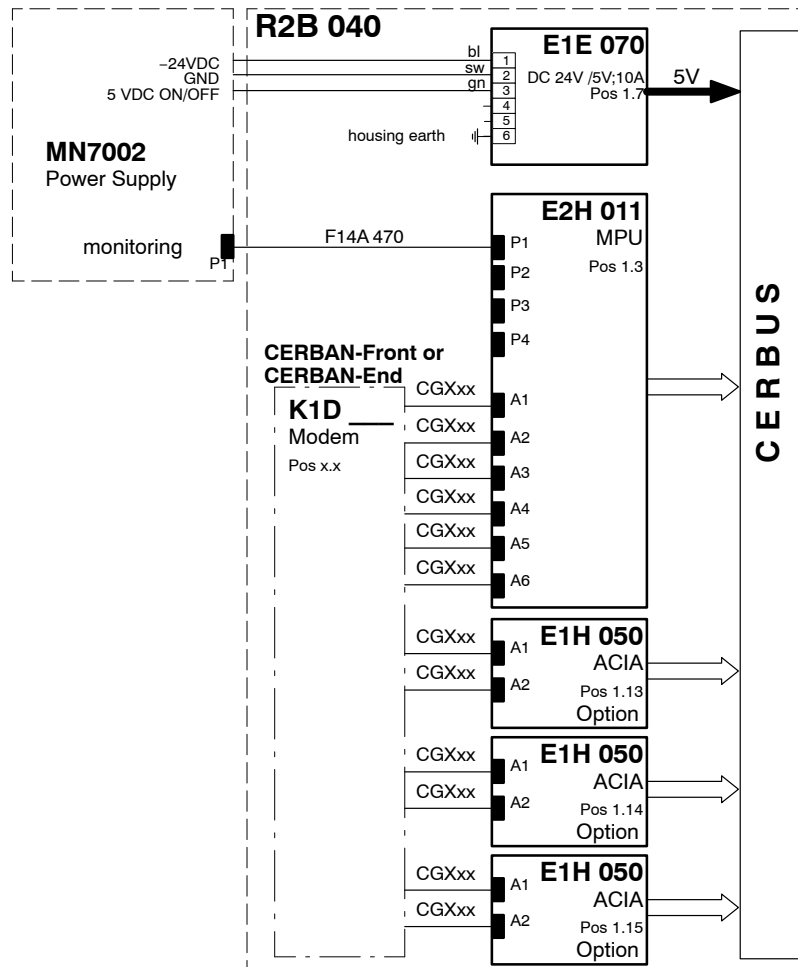 R2B 040
−24VDC
GND
5 VDC ON/OFF
MN7002
Power Supply
monitoring
P1
bl
sw
gn
1
2
3
4
5
6
housing earth
E1E 070
DC 24V /5V;10A
Pos 1.7
5V
F14A 470
E2H 011
MPU
Pos 1.3
P1
P2
P3
P4
A1
A2
A3
A4
A5
A6
CERBAN-Front or
CERBAN-End
K1D ___
Modem
Pos x.x
CGXxx
CGXxx
CGXxx
CGXxx
CGXxx
CGXxx
CGXxx
CGXxx
A1
A2
E1H 050
ACIA
Pos 1.13
Option
CGXxx
CGXxx
A1
A2
E1H 050
ACIA
Pos 1.14
Option
CGXxx
CGXxx
A1
A2
E1H 050
ACIA
Pos 1.15
Option
CERBUS